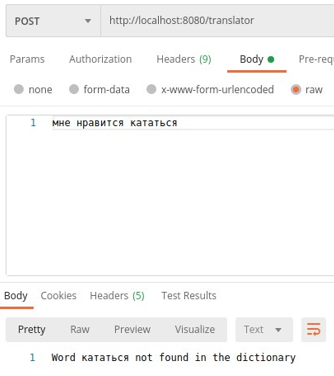 POST
http://localhost:8080/translator
Params Authorization Headers (9) Body
none form-data x-www-form-urlencoded raw
1 мне нравится кататься
Body Cookies Headers (5) Test Results
Pretty Raw Preview Visualize Text
1 Word кататься not found in the dictionary